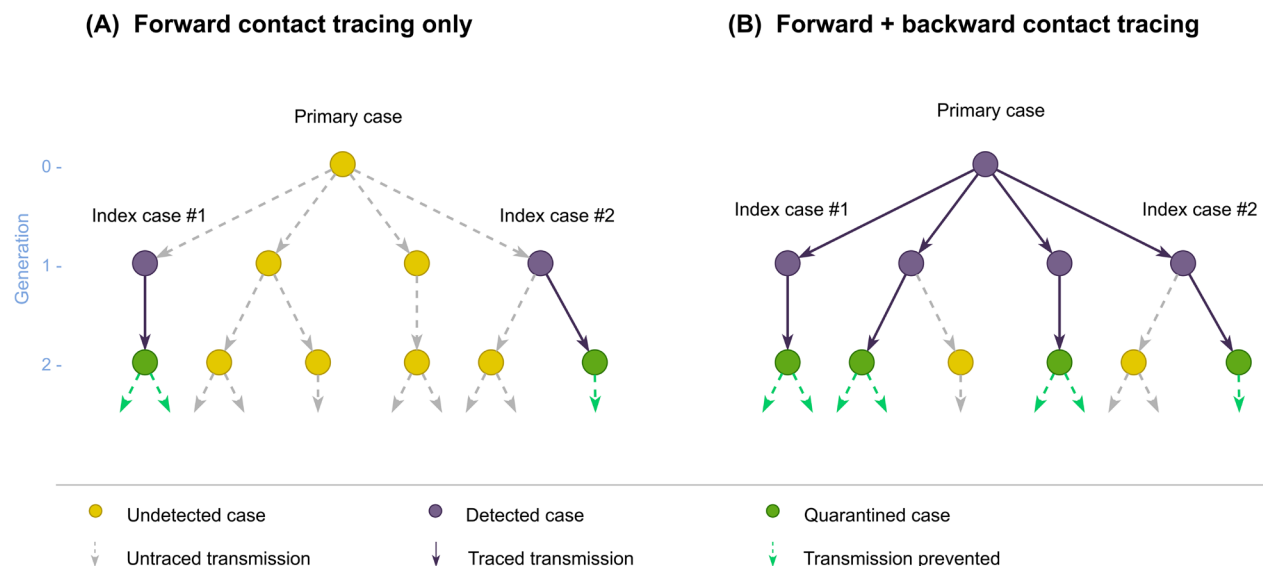 (A) Forward contact tracing only
(B) Forward + backward contact tracing
Primary case
Primary case
0 -
Index case #1
Index case #2
Index case #1
Index case #2
Generation
1 -
2 -
Undetected case
Detected case
Quarantined case
Untraced transmission
Traced transmission
Transmission prevented